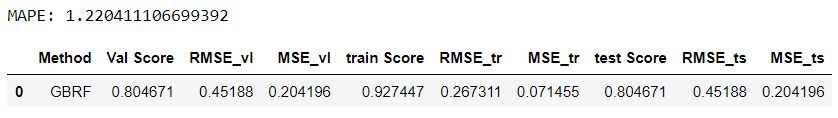 MAPE: 1.220411106699392
Method Val Score RMSE_vl MSE_vl train Score RMSE_tr MSE_tr test Score RMSE_ts MSE_ts
0 GBRF 0.804671 0.45188 0.204196 0.927447 0.267311 0.071455 0.804671 0.45188 0.204196